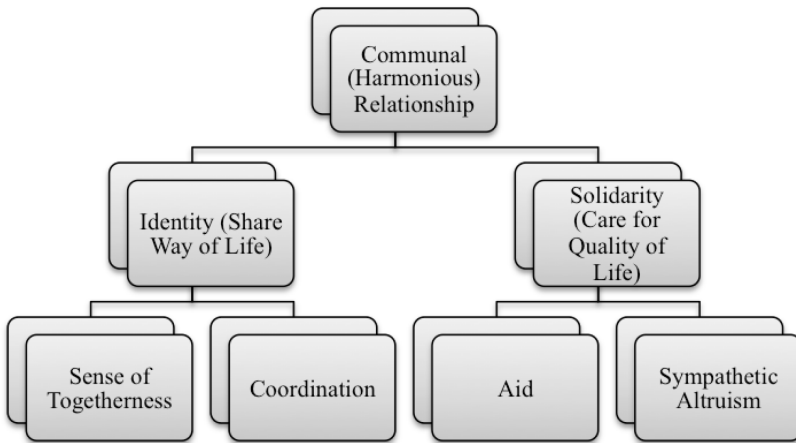 Communal
(Harmonious)
Relationship
Identity (Share
Way of Life)
Solidarity
(Care for
Quality of
Life)
Sense of
Togetherness
Coordination
Aid
Sympathetic
Altruism